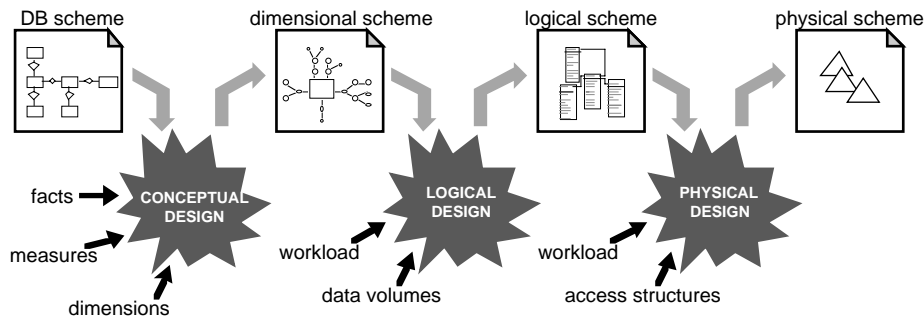 DB scheme
dimensional scheme
logical scheme
physical scheme
CONCEPTUAL
DESIGN
LOGICAL
DESIGN
PHYSICAL
DESIGN
facts
measures
dimensions
workload
data volumes
workload
access structures